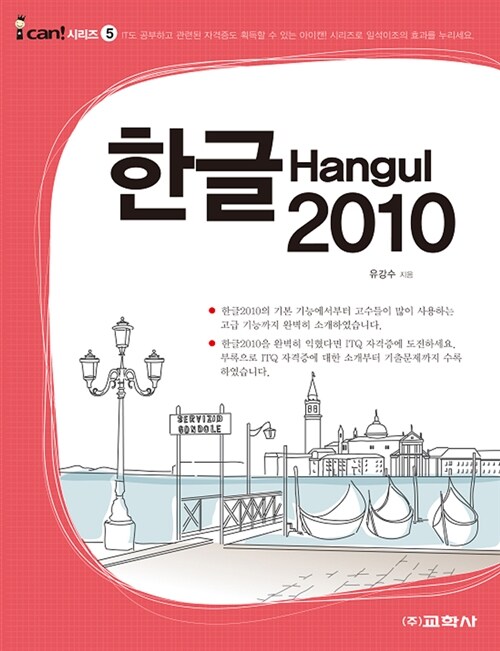 i can! 시리즈 5 IT도 공부하고 관련된 자격증도 획득할 수 있는 아이캔! 시리즈로 일석이조의 효과를 누리세요.
한글 Hangul
2010
유강수 지음
● 한글2010의 기본 기능에서부터 고수들이 많이 사용하는
고급 기능까지 완벽히 소개하였습니다.
● 한글2010을 완벽히 익혔다면 ITQ 자격증에 도전하세요.
부록으로 ITQ 자격증에 대한 소개부터 기출문제까지 수록
하였습니다.
SERVIZIO
GONDOLE
(주)교학사